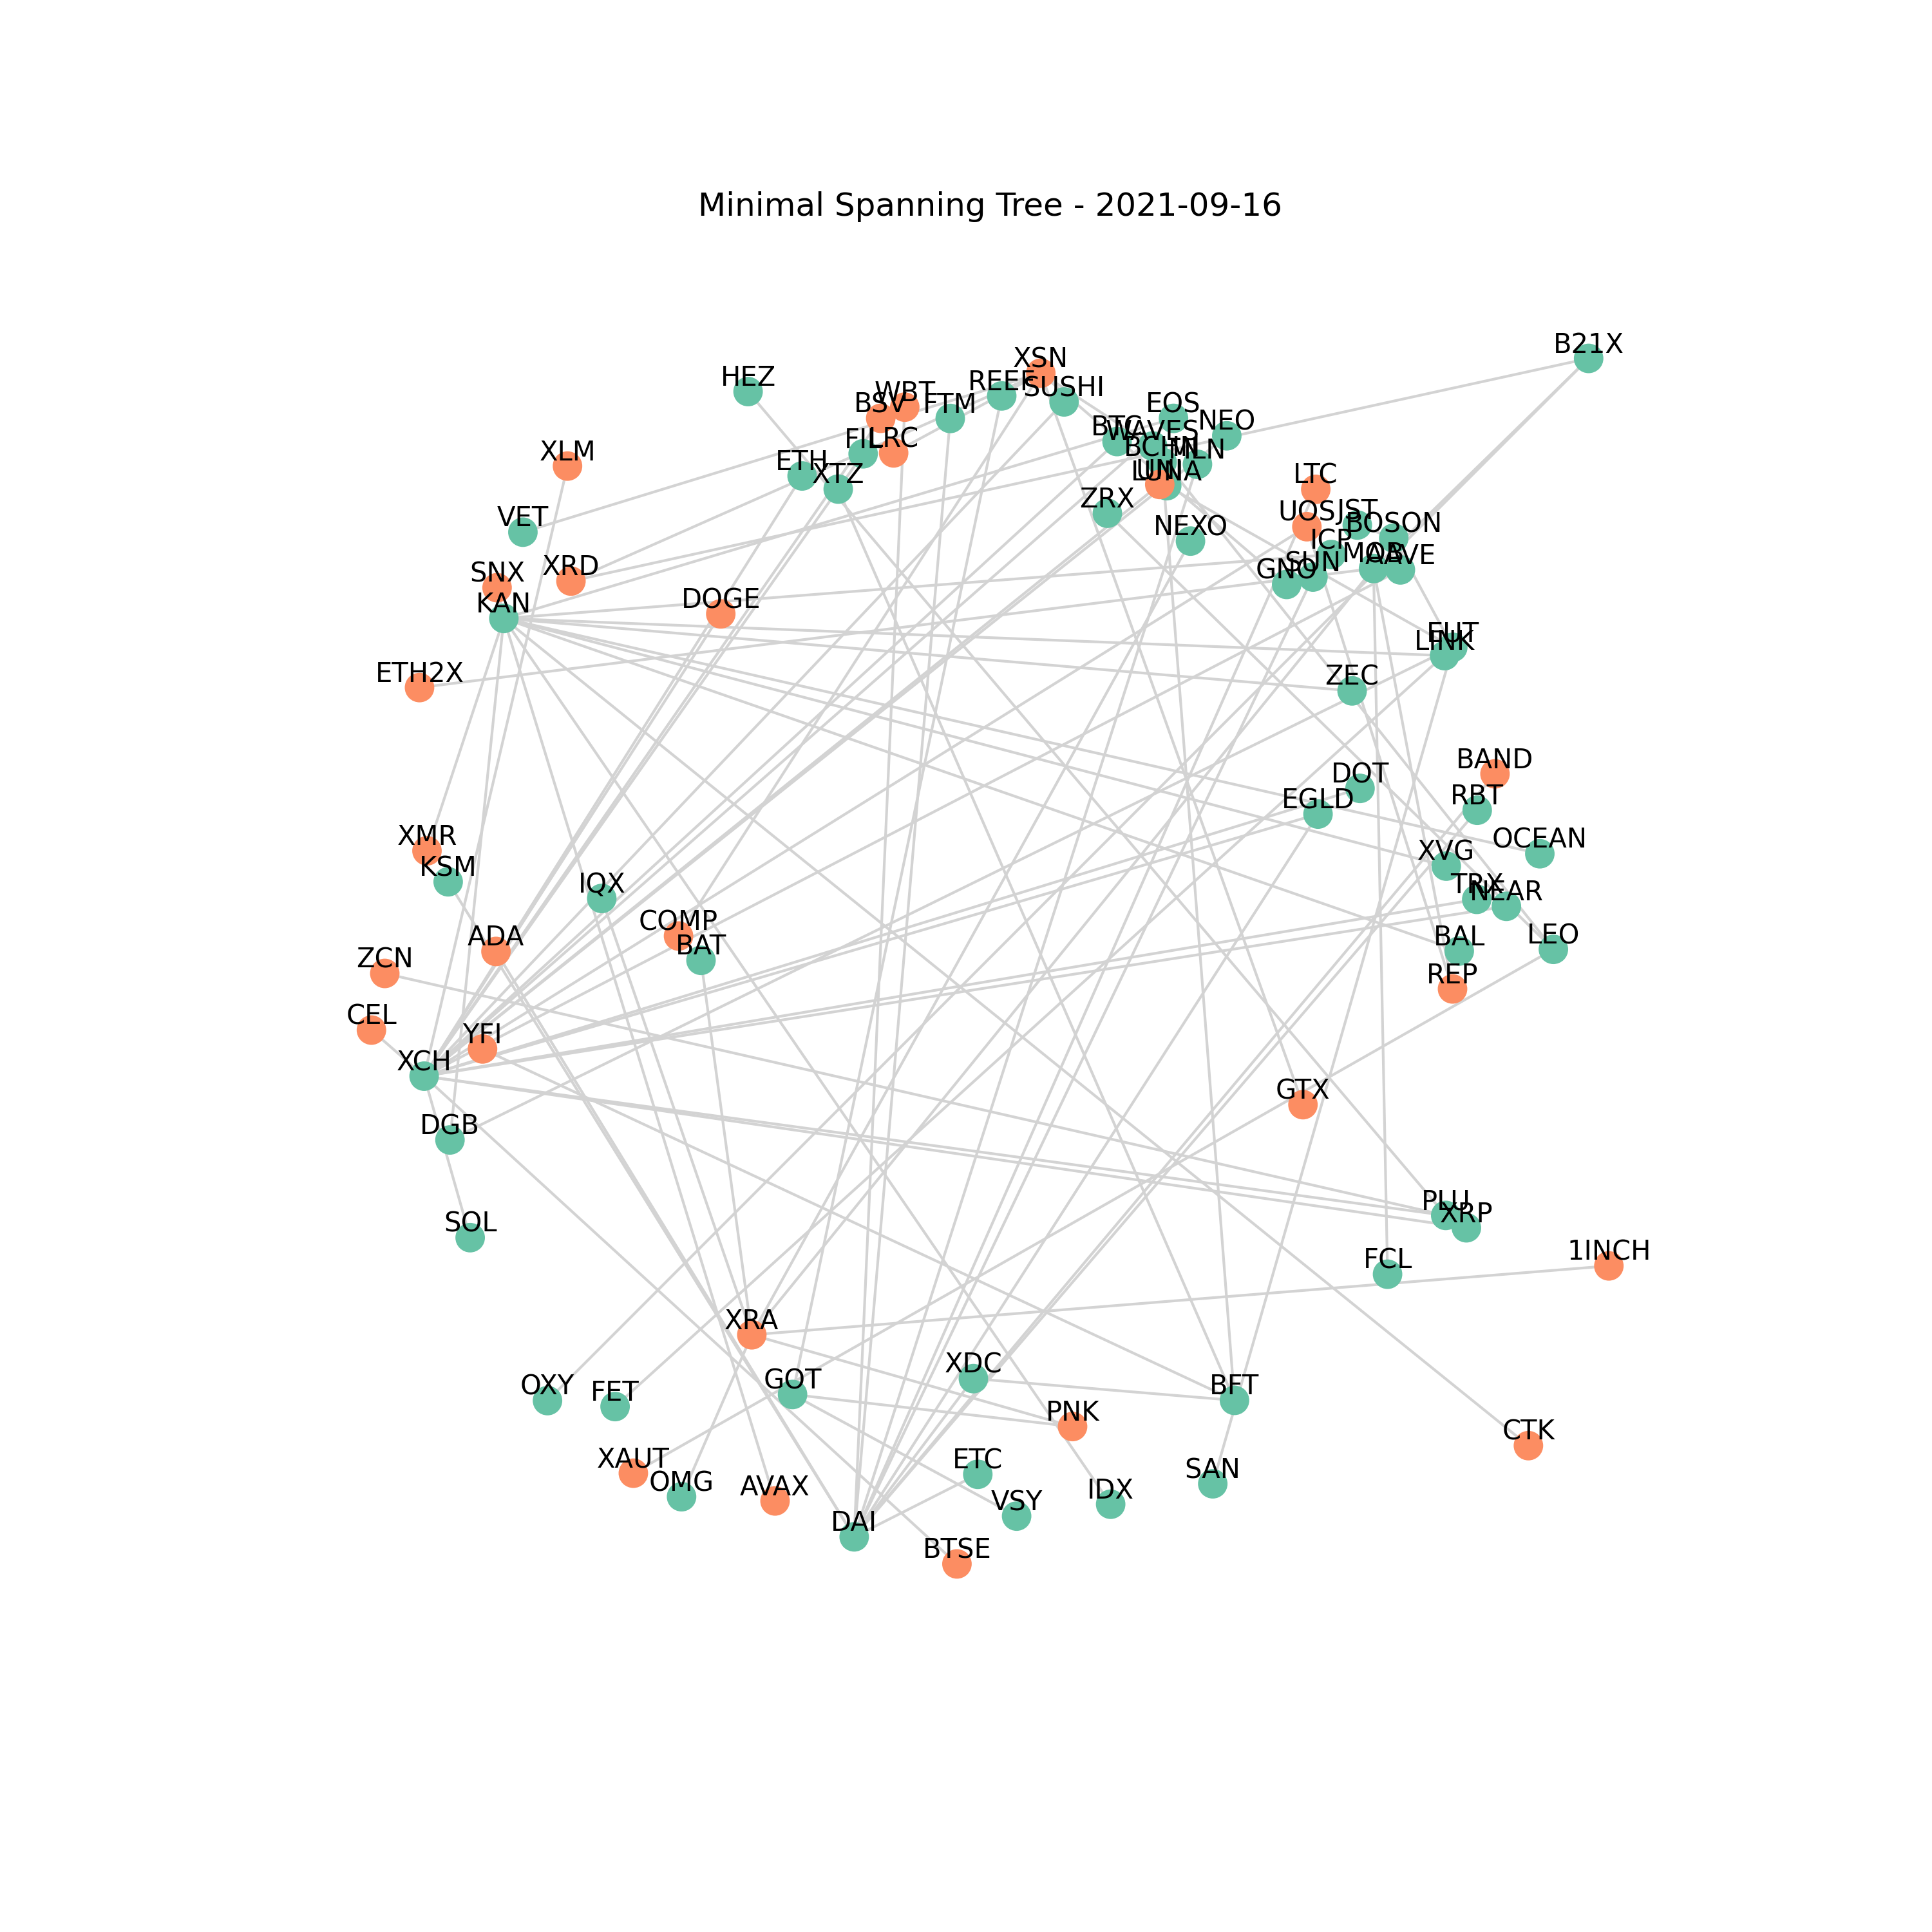 Minimal Spanning Tree - 2021-09-16
B21X
XSN
HEZ
REEF
SUSHI
WBT
BSV
FTM
EOS
NEO
BTC
WAVES
FIL
LRC
XLM
ETH
XTZ
BCHN
MLN
UNI
LUNA
LTC
ZRX
VET
NEXO
UOS
JST
BOSON
ICP
MOB
AAVE
SUN
GNO
SNX
XRD
KAN
DOGE
EUT
LINK
ETH2X
ZEC
BAND
DOT
RBT
EGLD
XMR
OCEAN
XVG
KSM
IQX
TRX
NEAR
COMP
ADA
BAT
BAL
LEO
ZCN
REP
CEL
YFI
XCH
GTX
DGB
PLU
XRP
SOL
FCL
1INCH
XRA
XDC
OXY
FET
GOT
BFT
PNK
CTK
XAUT
ETC
SAN
OMG
AVAX
VSY
IDX
DAI
BTSE